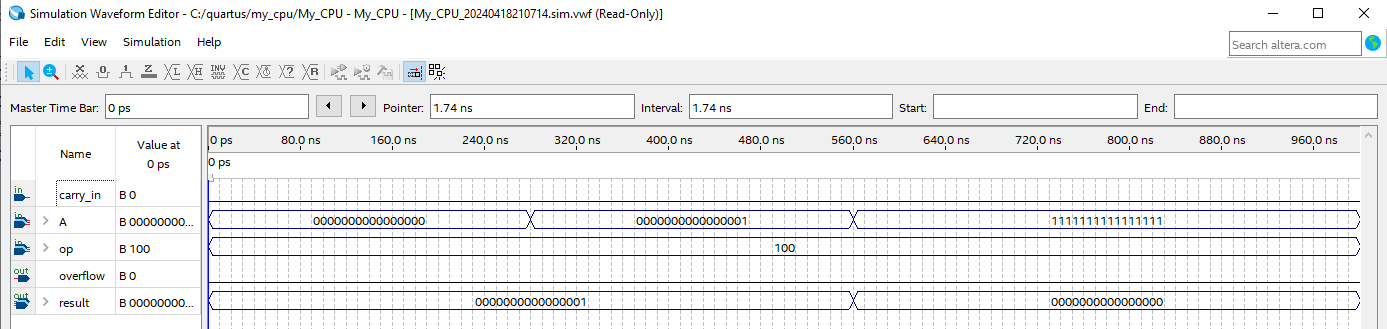 Simulation Waveform Editor - C:/quartus/my_cpu/My_CPU - My_CPU - [My_CPU_20240418210714.sim.vwf (Read-Only)]
File Edit View Simulation Help
Search altera.com
Master Time Bar: 0 ps Pointer: 1.74 ns Interval: 1.74 ns Start: End:
Name Value at 0 ps 0 ps 80.0 ns 160.0 ns 240.0 ns 320.0 ns 400.0 ns 480.0 ns 560.0 ns 640.0 ns 720.0 ns 800.0 ns 880.0 ns 960.0 ns
0 ps
in carry_in B 0
in A B 00000000... 0000000000000000 0000000000000001 1111111111111111
in op B 100 100
out overflow B 0
out result B 00000000... 0000000000000001 0000000000000000